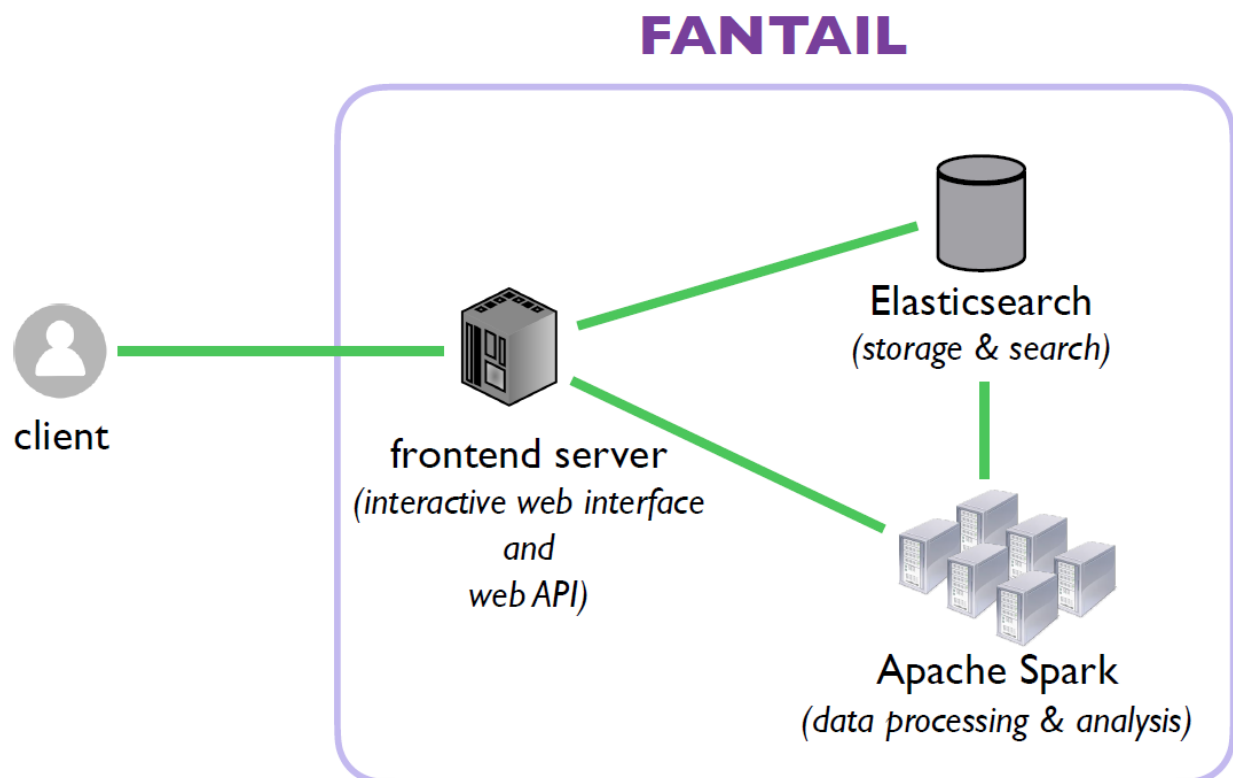 FANTAIL
client
frontend server
(interactive web interface
and
web API)
Elasticsearch
(storage & search)
Apache Spark
(data processing & analysis)